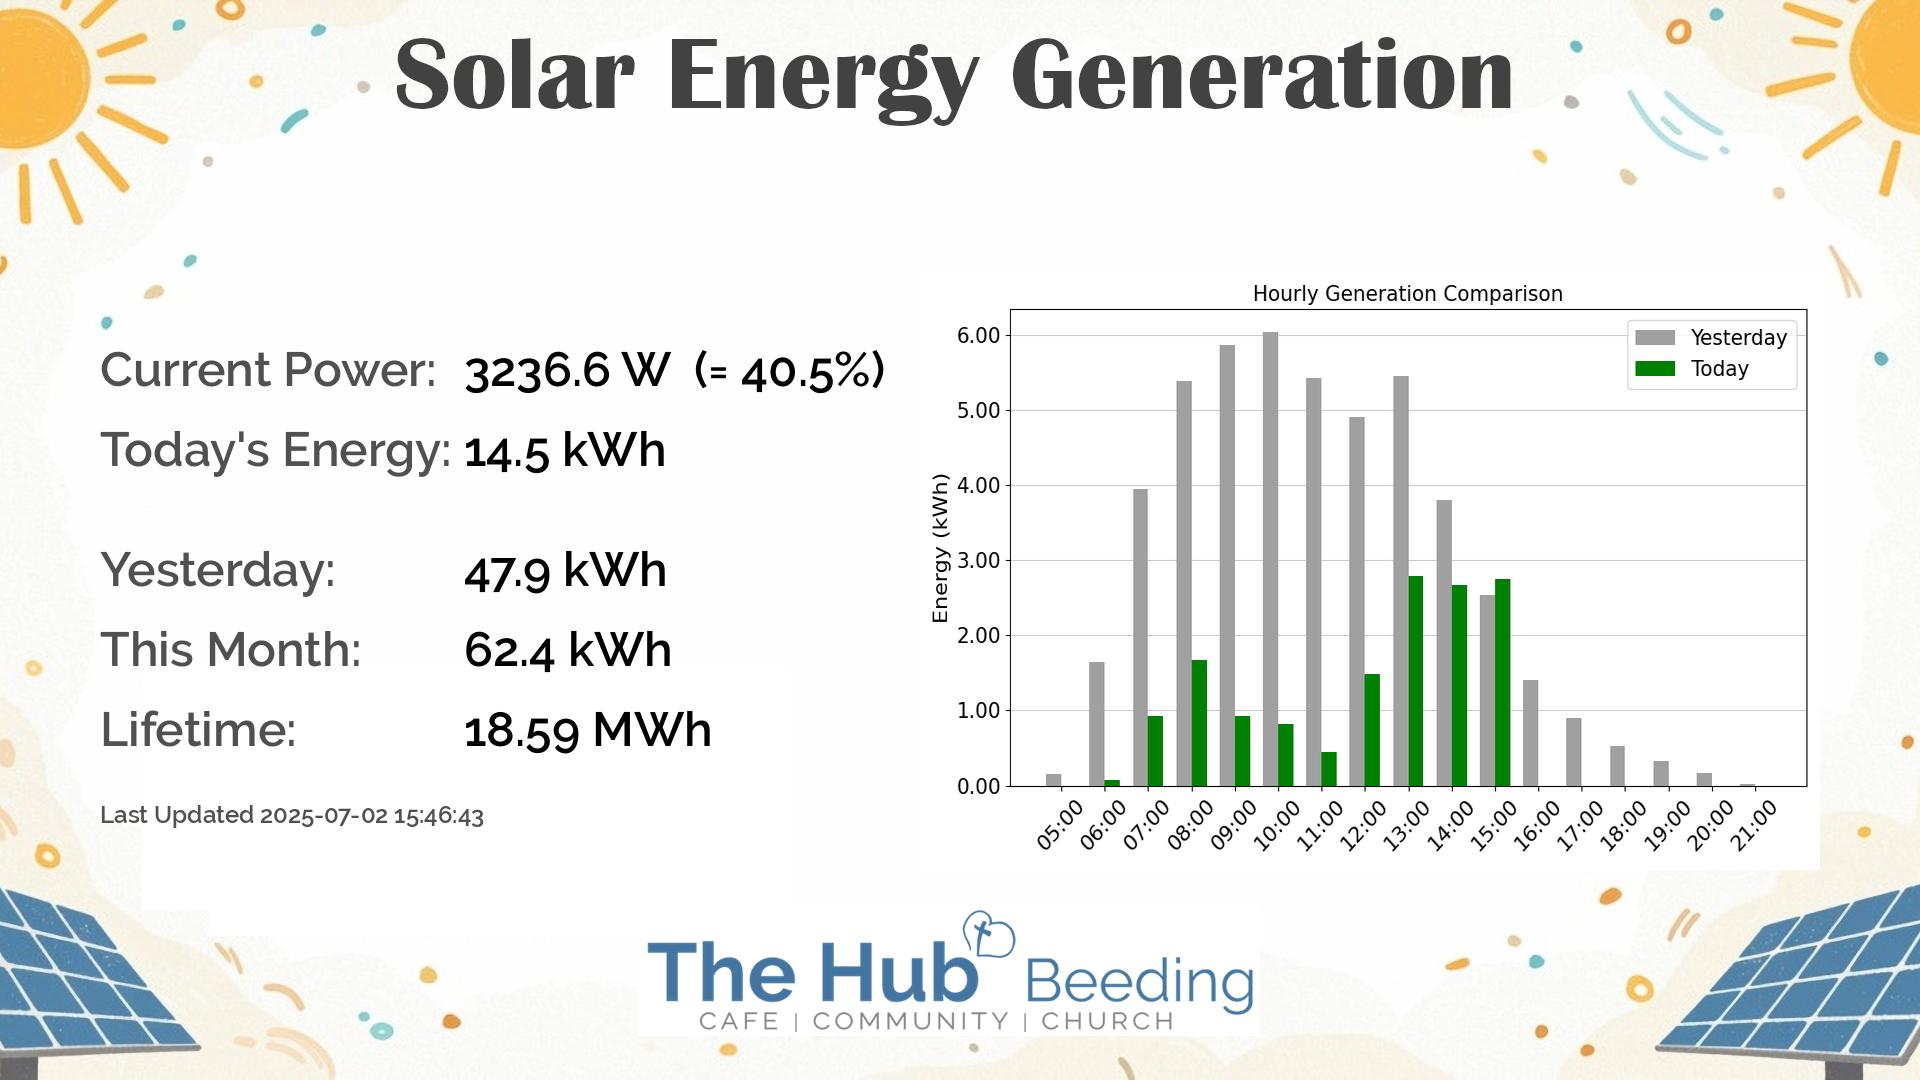 Solar Energy Generation
Current Power: 3236.6 W (= 40.5%)
Today's Energy: 14.5 kWh
Yesterday: 47.9 kWh
This Month: 62.4 kWh
Lifetime: 18.59 MWh
Last Updated 2025-07-02 15:46:43
Hourly Generation Comparison
Yesterday
Today
Energy (kWh)
6.00
5.00
4.00
3.00
2.00
1.00
0.00
05:00 06:00 07:00 08:00 09:00 10:00 11:00 12:00 13:00 14:00 15:00 16:00 17:00 18:00 19:00 20:00 21:00
The Hub Beeding
CAFE | COMMUNITY | CHURCH